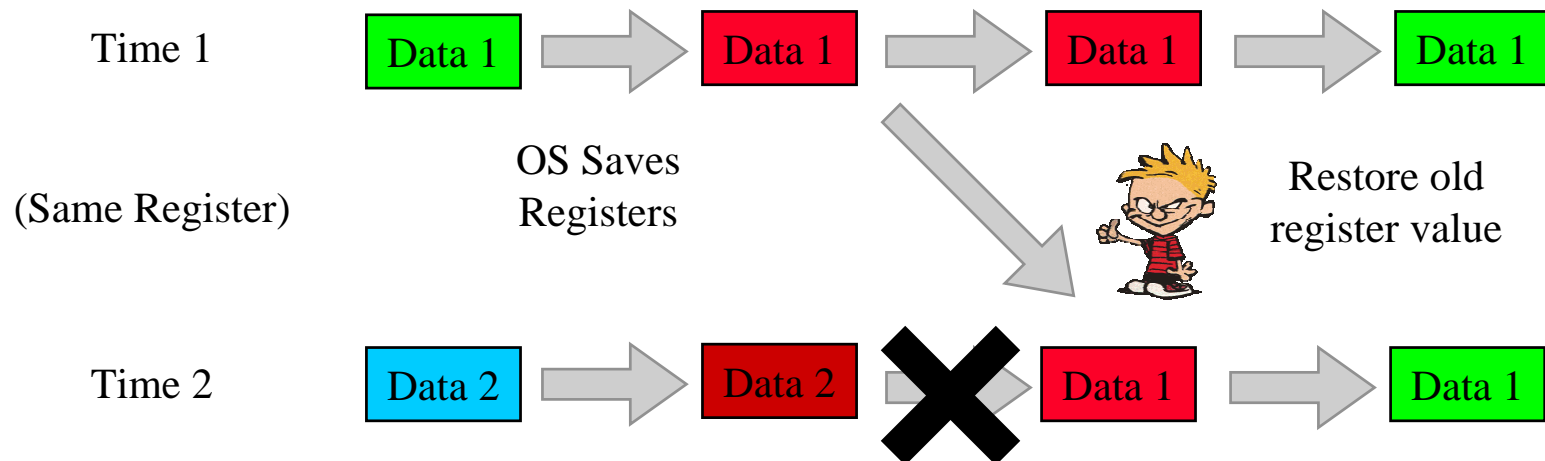 Time 1
Data 1
Data 1
Data 1
Data 1
(Same Register)
OS Saves
Registers
Restore old
register value
Time 2
Data 2
Data 2
Data 1
Data 1